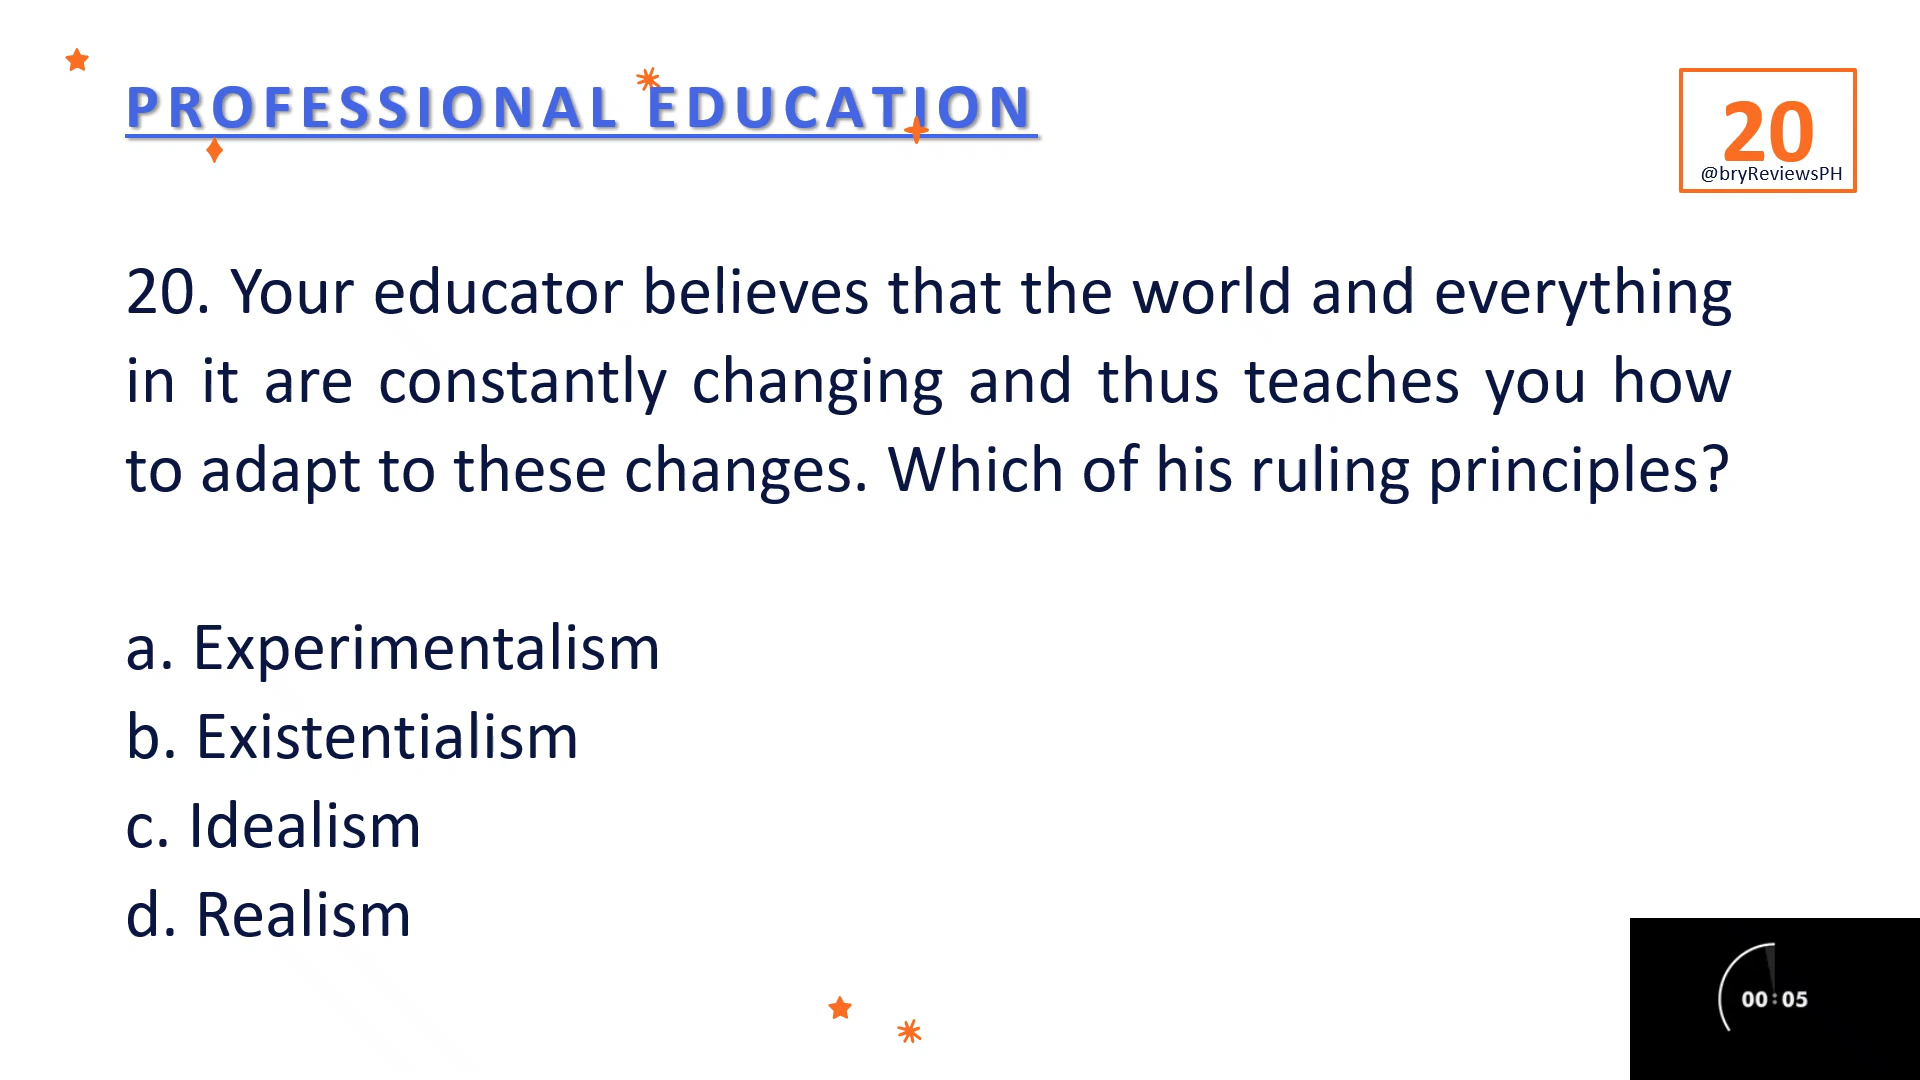 PROFESSIONAL EDUCATION
20
@bryReviewsPH
20. Your educator believes that the world and everything
in it are constantly changing and thus teaches you how
to adapt to these changes. Which of his ruling principles?
a. Experimentalism
b. Existentialism
c. Idealism
d. Realism
00:05